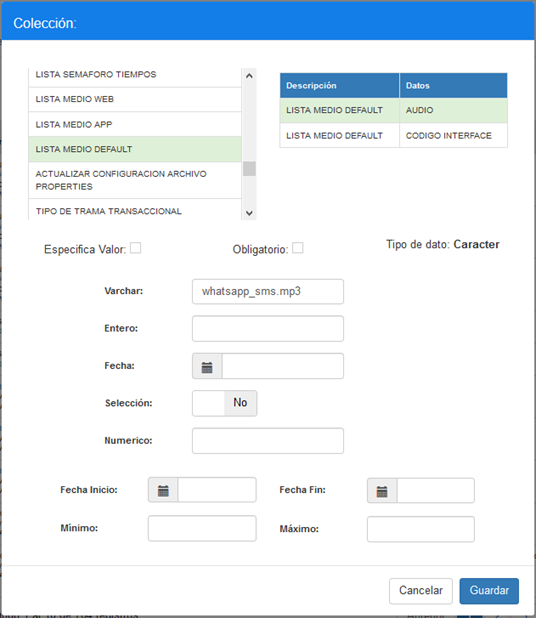 Colección:
LISTA SEMAFORO TIEMPOS
LISTA MEDIO WEB
LISTA MEDIO APP
LISTA MEDIO DEFAULT
ACTUALIZAR CONFIGURACION ARCHIVO
PROPERTIES
TIPO DE TRAMA TRANSACCIONAL
Descripción Datos
LISTA MEDIO DEFAULT AUDIO
LISTA MEDIO DEFAULT CODIGO INTERFACE
Especifica Valor: Obligatorio: Tipo de dato: Caracter
Varchar: whatsapp_sms.mp3
Entero:
Fecha:
Selección: No
Numerico:
Fecha Inicio: Fecha Fin:
Mínimo: Máximo:
Cancelar Guardar